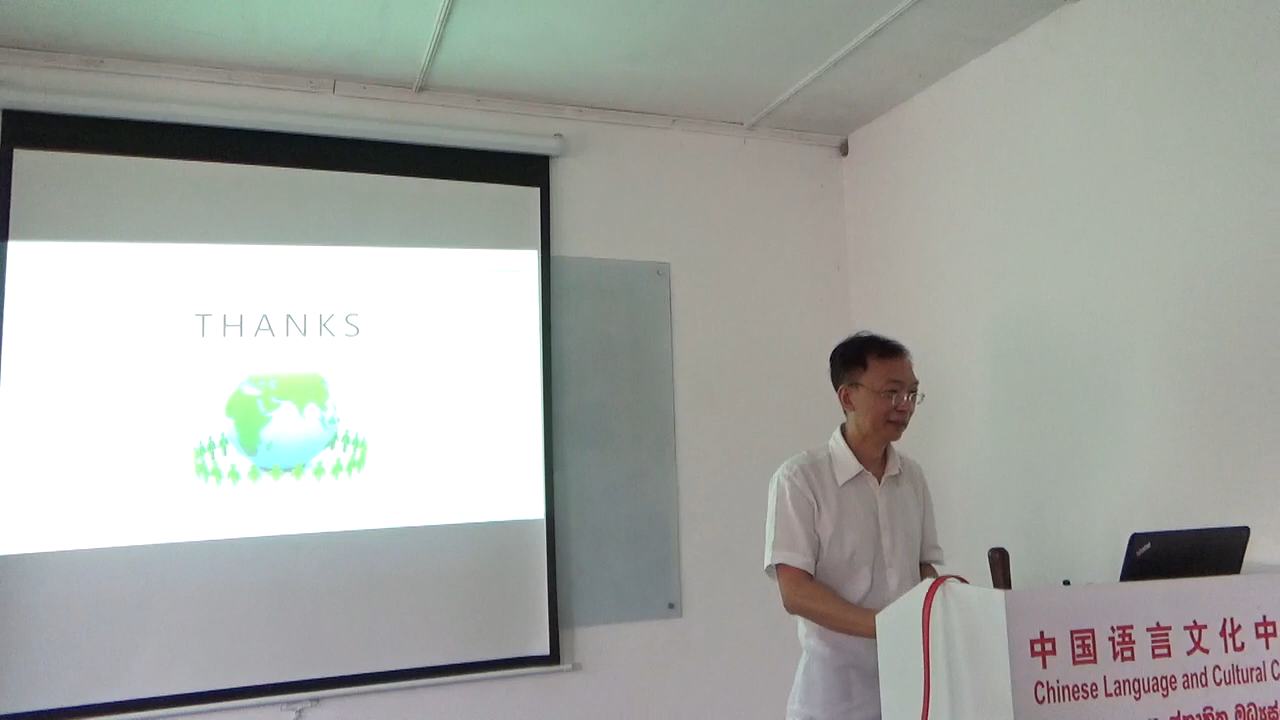 THANKS
中国语言文化中
Chinese Language and Cultural C